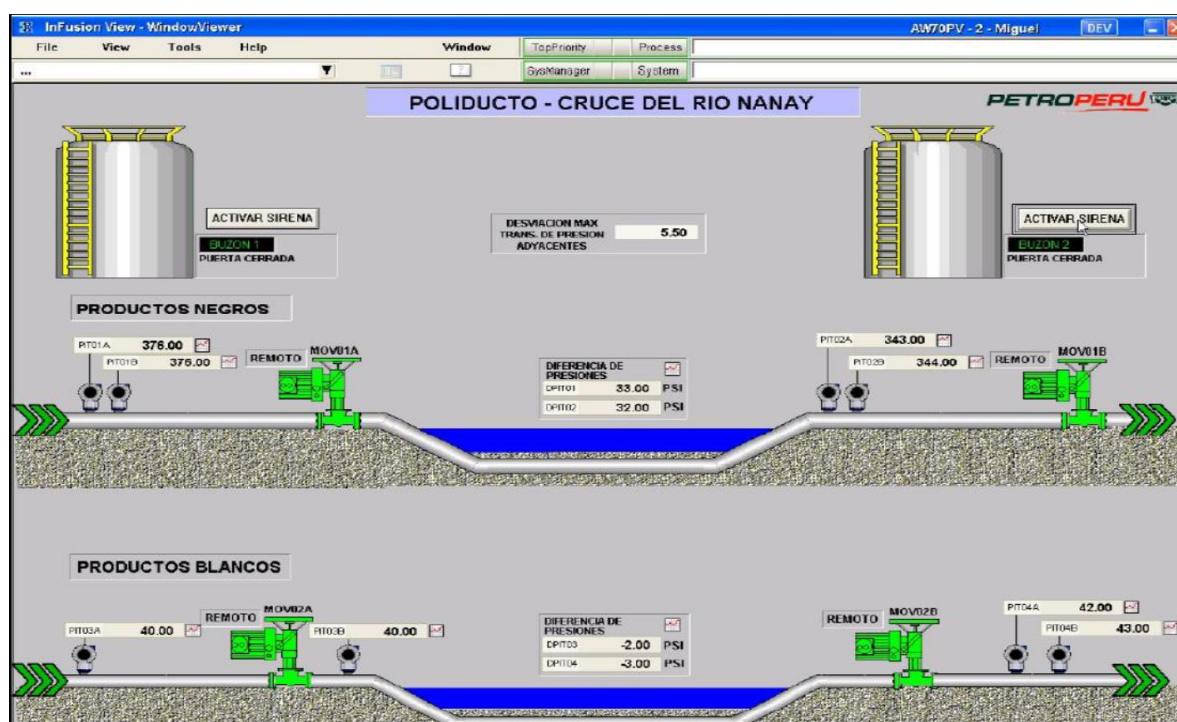 InFusion View - WindowViewer
AW70PV - 2 - Miguel
DEV
File View Tools Help Window
TopPriority Process
...
SysManager System
POLIDUCTO - CRUCE DEL RIO NANAY
PETROPERU
ACTIVAR SIRENA
BUZON 1
PUERTA CERRADA
DESVIACION MAX
TRANS. DE PRESION
ADYACENTES
5.50
ACTIVAR SIRENA
BUZON 2
PUERTA CERRADA
PRODUCTOS NEGROS
PIT01A 376.00
PIT01B 376.00
REMOTO
MOV01A
DIFERENCIA DE
PRESIONES
DPIT01 33.00 PSI
DPIT02 32.00 PSI
PIT02A 343.00
PIT02B 344.00
REMOTO
MOV01B
PRODUCTOS BLANCOS
PIT03A 40.00
REMOTO
MOV02A
PIT03B 40.00
DIFERENCIA DE
PRESIONES
DPIT03 -2.00 PSI
DPIT04 -3.00 PSI
REMOTO
MOV02B
PIT04A 42.00
PIT04B 43.00